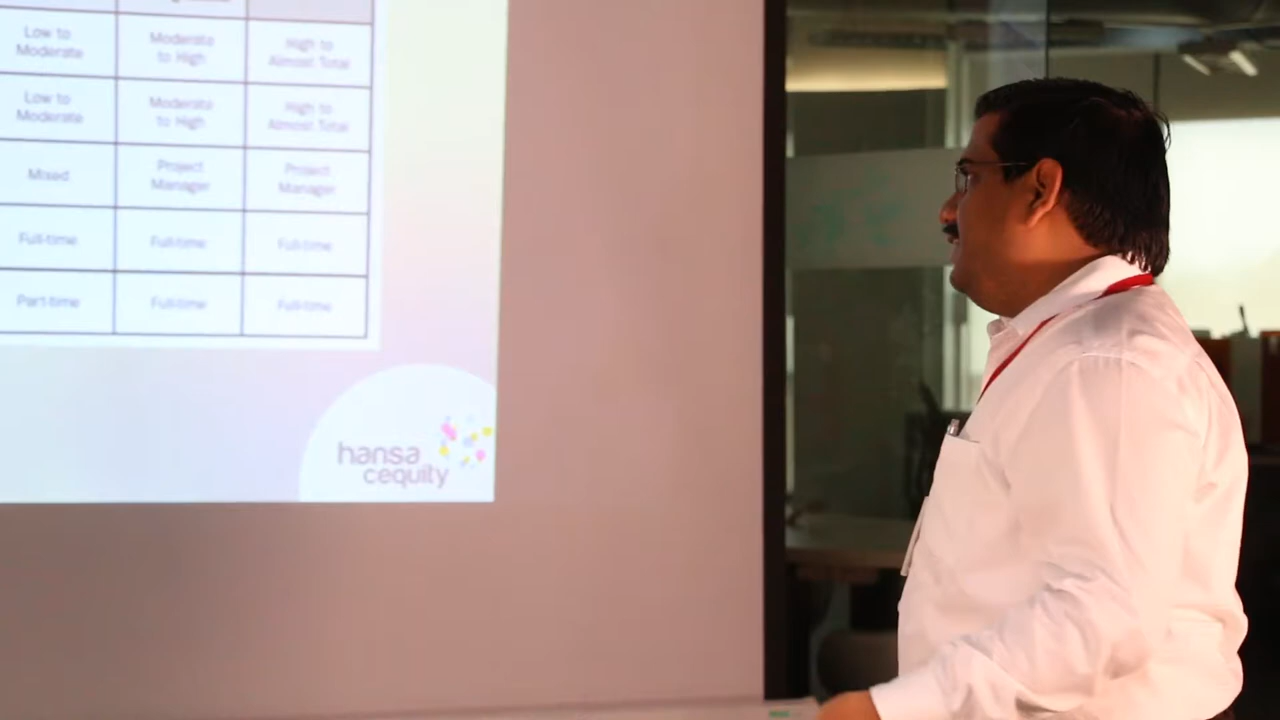 Low to
Moderate
Moderate
to High
High to
Almost Total
Low to
Moderate
Moderate
to High
High to
Almost Total
Mixed
Project
Manager
Project
Manager
Full-time
Full-time
Full-time
Part-time
Full-time
Full-time
hansa
cequity